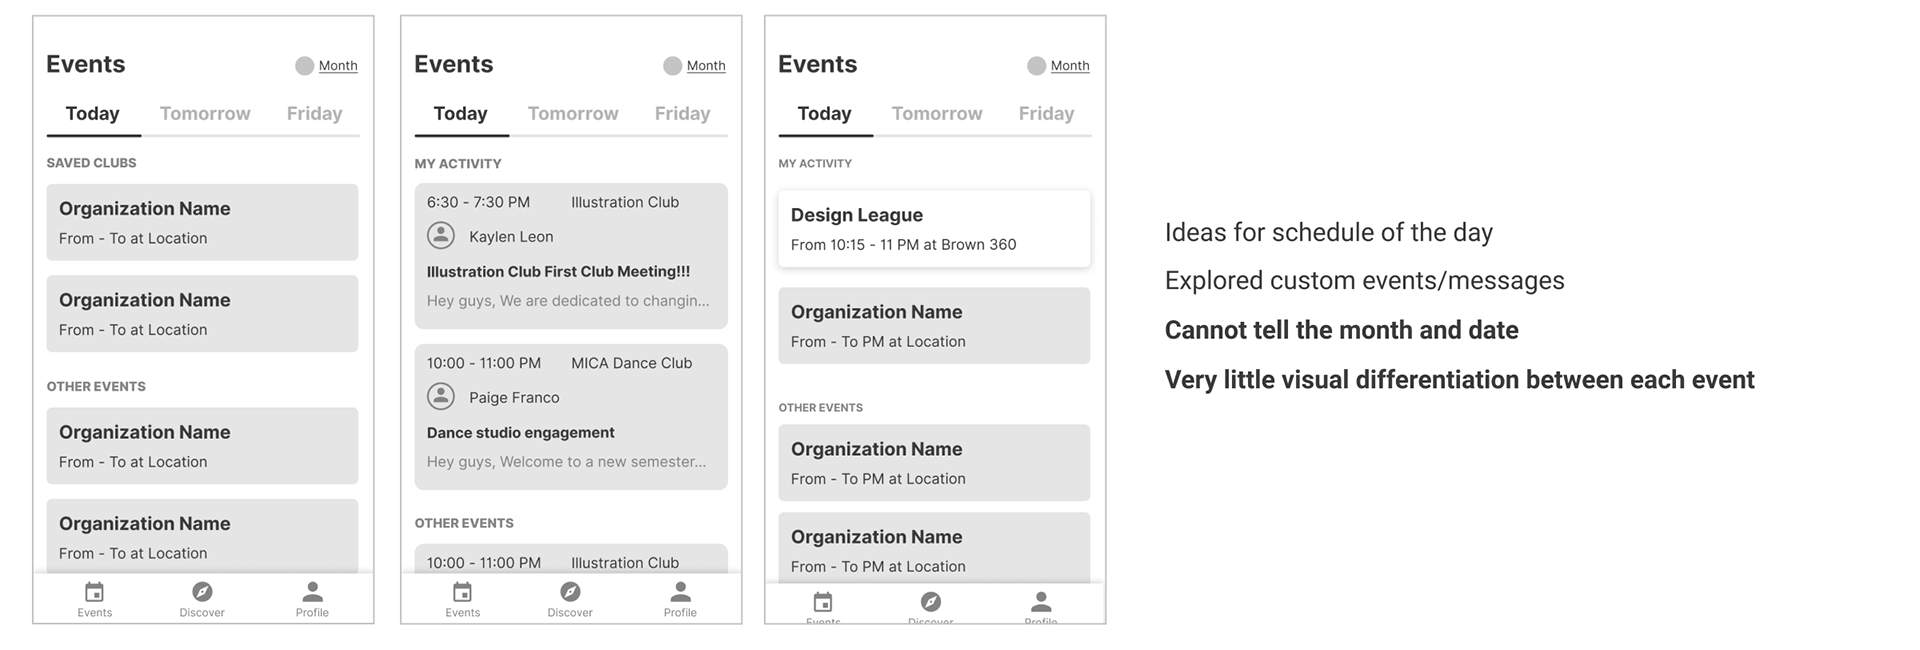 Events
Month
Today Tomorrow Friday
SAVED CLUBS
Organization Name
From - To at Location
Organization Name
From - To at Location
OTHER EVENTS
Organization Name
From - To at Location
Organization Name
From - To at Location
Events Discover Profile
Events
Month
Today Tomorrow Friday
MY ACTIVITY
6:30 - 7:30 PM Illustration Club
Kaylen Leon
Illustration Club First Club Meeting!!!
Hey guys, We are dedicated to changin...
10:00 - 11:00 PM MICA Dance Club
Paige Franco
Dance studio engagement
Hey guys, Welcome to a new semester...
OTHER EVENTS
10:00 - 11:00 PM Illustration Club
Events Discover Profile
Events
Month
Today Tomorrow Friday
MY ACTIVITY
Design League
From 10:15 - 11 PM at Brown 360
Organization Name
From - To PM at Location
OTHER EVENTS
Organization Name
From - To PM at Location
Organization Name
From - To PM at Location
Events Discover Profile
Ideas for schedule of the day
Explored custom events/messages
Cannot tell the month and date
Very little visual differentiation between each event